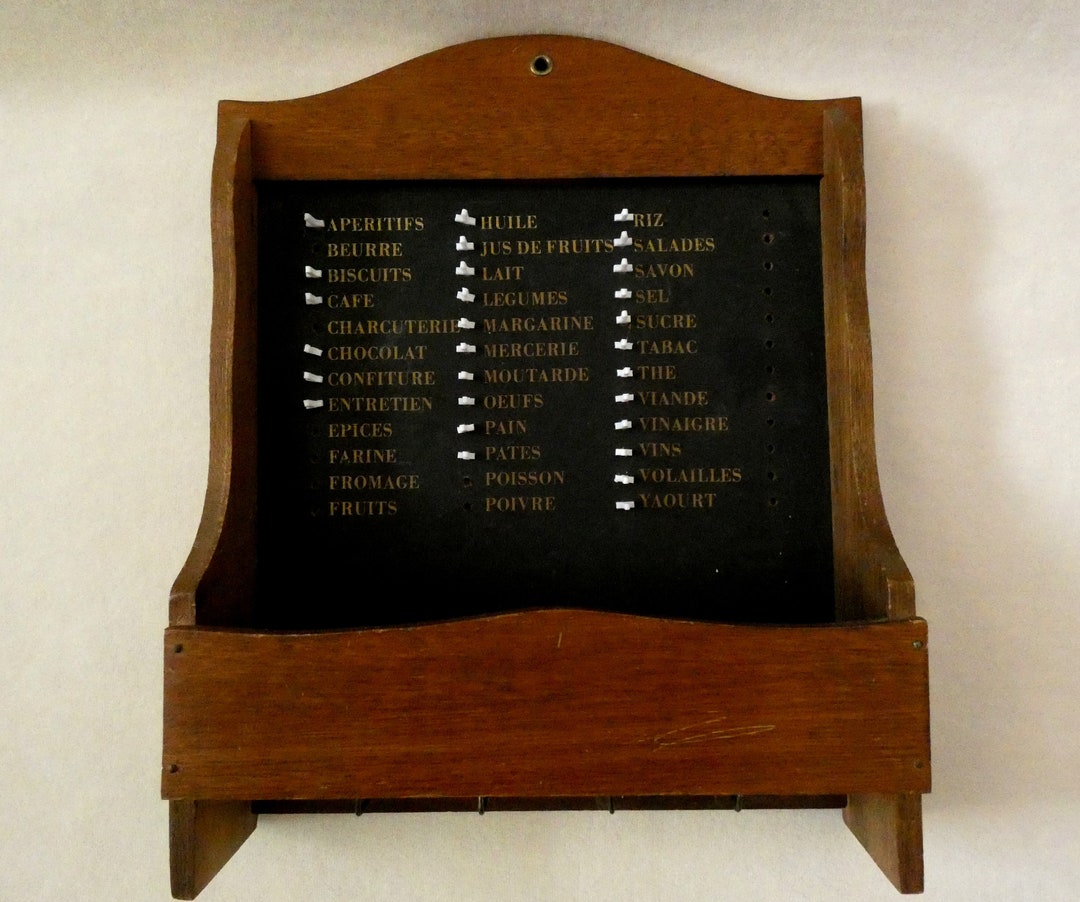 APERITIFS
BEURRE
BISCUITS
CAFE
CHARCUTERIE
CHOCOLAT
CONFITURE
ENTRETIEN
EPICES
FARINE
FROMAGE
FRUITS
HUILE
JUS DE FRUITS
LAIT
LEGUMES
MARGARINE
MERCERIE
MOUTARDE
OEUFS
PAIN
PATES
POISSON
POIVRE
RIZ
SALADES
SAVON
SEL
SUCRE
TABAC
THE
VIANDE
VINAIGRE
VINS
VOLAILLES
YAOURT